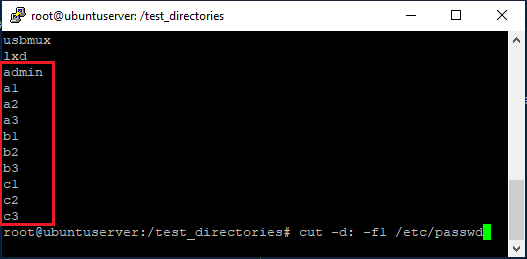 root@ubuntuserver: /test_directories
usbmux
lxd
admin
a1
a2
a3
b1
b2
b3
c1
c2
c3
root@ubuntuserver:/test_directories# cut -d: -f1 /etc/passwd